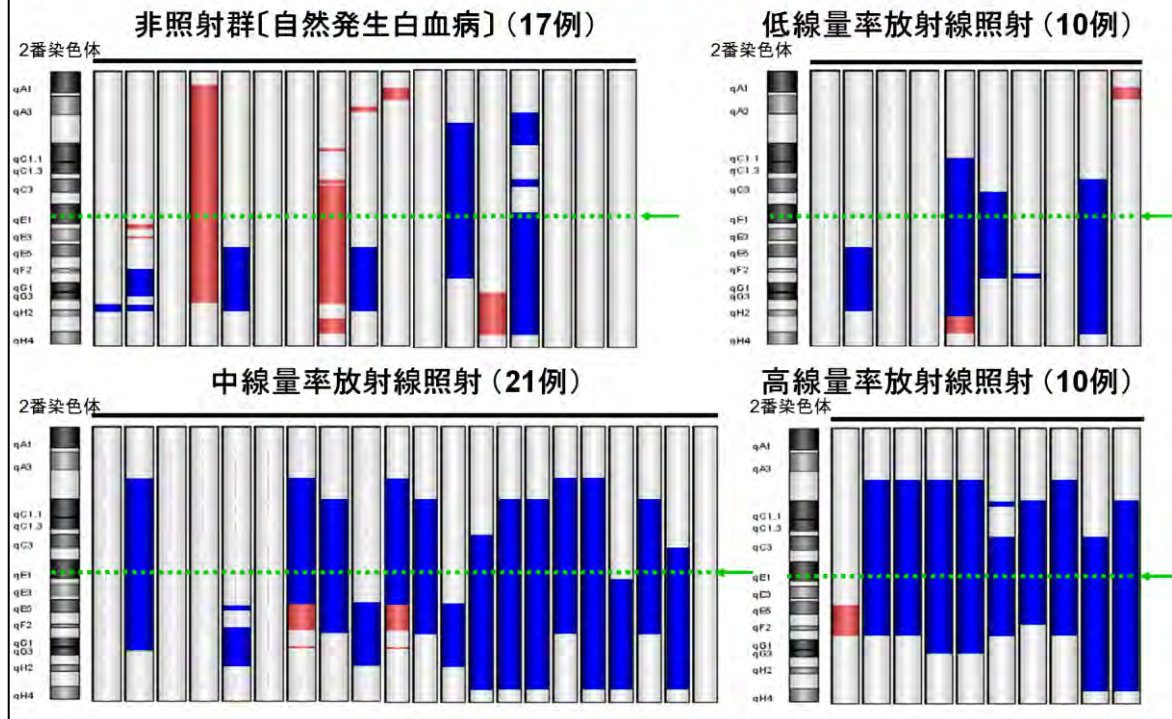 非照射群〔自然発生白血病〕(17例)
2番染色体
qA1
qA3
qC1.1
qC1.3
qC3
qE1
qE3
qE5
qF2
qG1
qG3
qH2
qH4
低線量率放射線照射(10例)
2番染色体
qA1
qA3
qC1.1
qC1.3
qC3
qE1
qE3
qE5
qF2
qG1
qG3
qH2
qH4
中線量率放射線照射(21例)
2番染色体
qA1
qA3
qC1.1
qC1.3
qC3
qE1
qE3
qE5
qF2
qG1
qG3
qH2
qH4
高線量率放射線照射(10例)
2番染色体
qA1
qA3
qC1.1
qC1.3
qC3
qE1
qE3
qE5
qF2
qG1
qG3
qH2
qH4